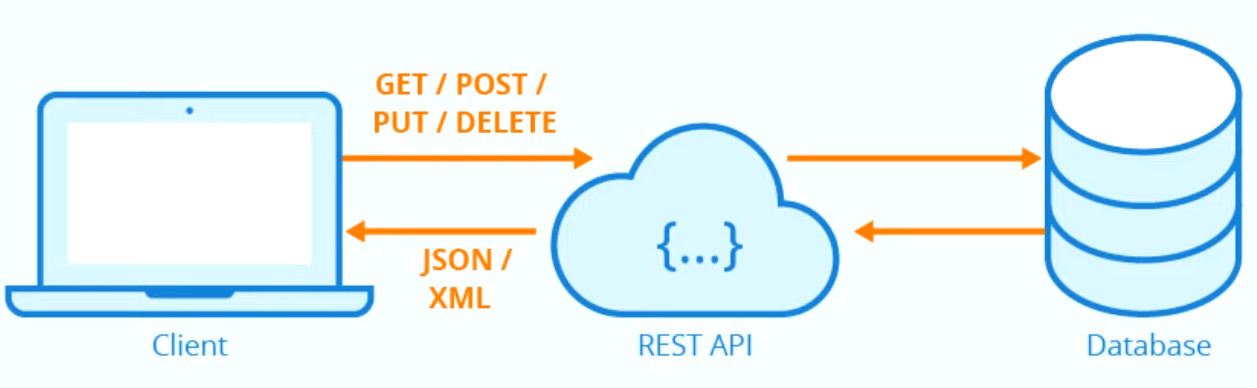 GET / POST /
PUT / DELETE
JSON /
XML
{...}
Client
REST API
Database